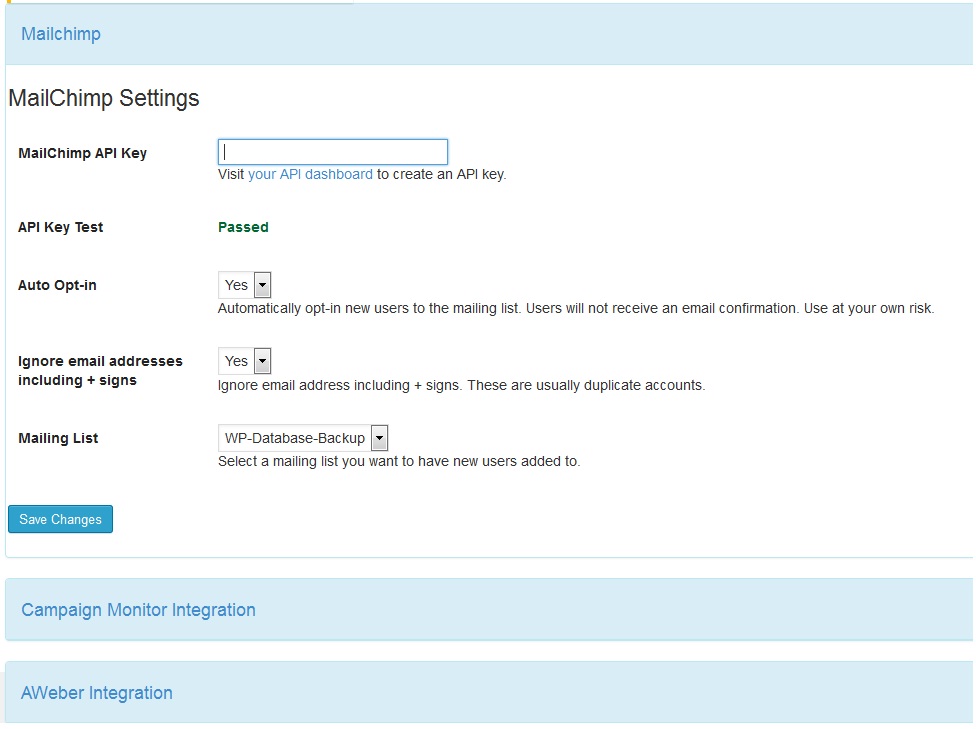 Mailchimp
MailChimp Settings
MailChimp API Key
Visit your API dashboard to create an API key.
API Key Test
Passed
Auto Opt-in
Yes
Automatically opt-in new users to the mailing list. Users will not receive an email confirmation. Use at your own risk.
Ignore email addresses
including + signs
Yes
Ignore email address including + signs. These are usually duplicate accounts.
Mailing List
WP-Database-Backup
Select a mailing list you want to have new users added to.
Save Changes
Campaign Monitor Integration
AWeber Integration